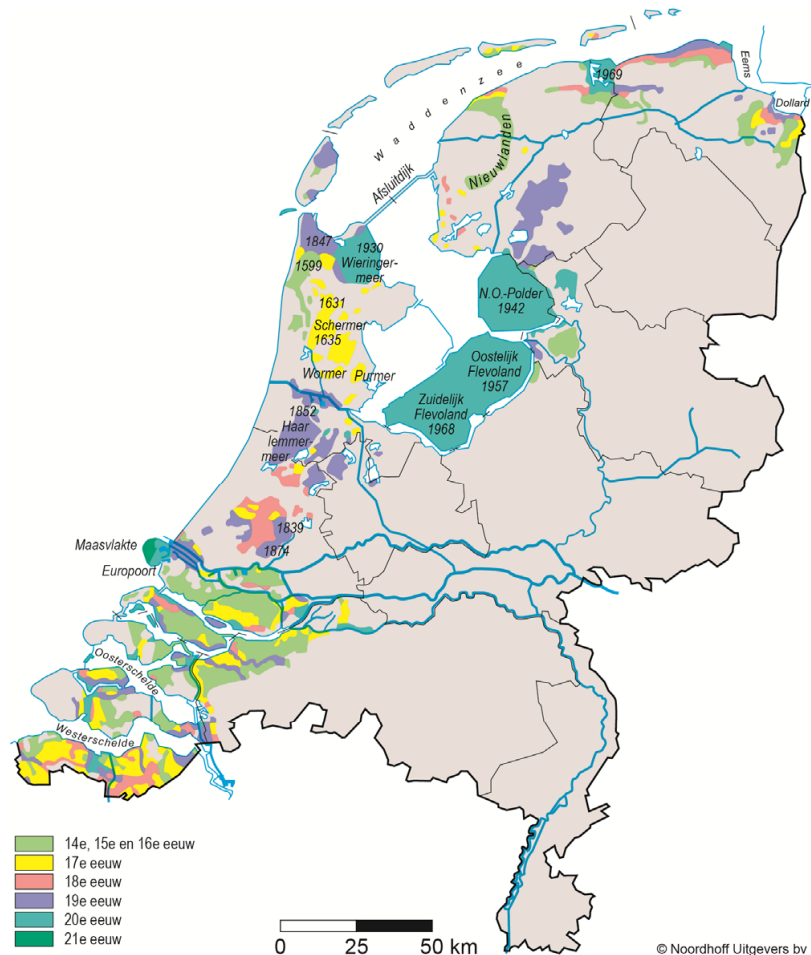 Waddenzee
Eems
1969
Dollard
Nieuwlanden
Afsluitdijk
1847
1930
Wieringer-
meer
1599
1631
Schermer
1635
N.O.-Polder
1942
Wormer
Purmer
Oostelijk
Flevoland
1957
Zuidelijk
Flevoland
1968
1852
Haar
lemmer-
meer
1839
1874
Maasvlakte
Europoort
Oosterschelde
Westerschelde
14e, 15e en 16e eeuw
17e eeuw
18e eeuw
19e eeuw
20e eeuw
21e eeuw
0 25 50 km
© Noordhoff Uitgevers bv